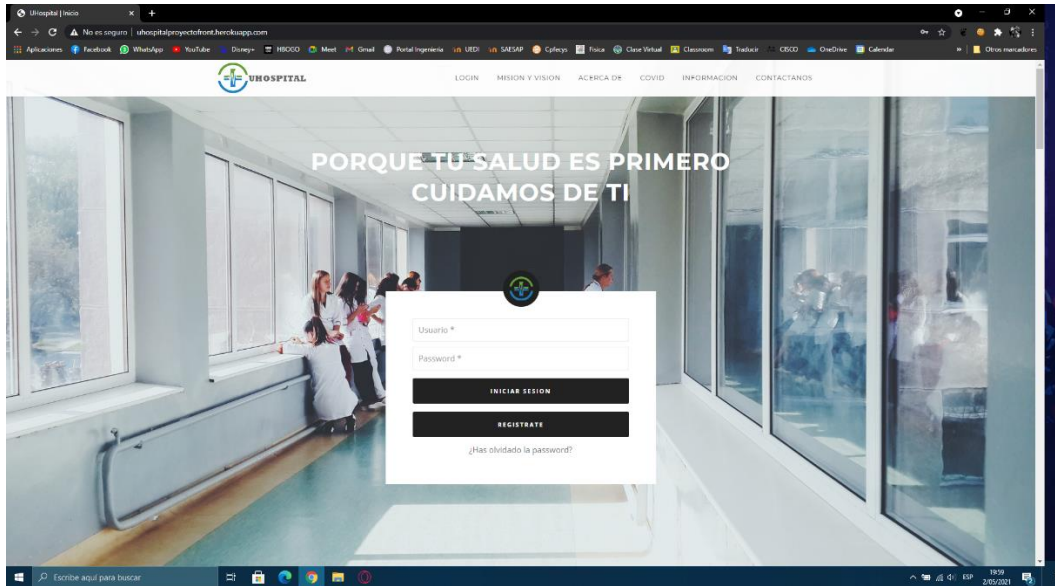 UHospital | Inicio
No es seguro | uhospitalproyectofront.herokuapp.com
Aplicaciones Facebook WhatsApp YouTube Disney+ HBOGO Meet Gmail Portal Ingenieria UEDI SAESAP Cpfecys Fisica Clase Virtual Classroom Traducir CISCO OneDrive Calendar » Otros marcadores
UHOSPITAL LOGIN MISION Y VISION ACERCA DE COVID INFORMACION CONTACTANOS
PORQUE TU SALUD ES PRIMERO
CUIDAMOS DE TI
Usuario *
Password *
INICIAR SESION
REGISTRATE
¿Has olvidado la password?
Escribe aquí para buscar
ESP
19:59
2/05/2021